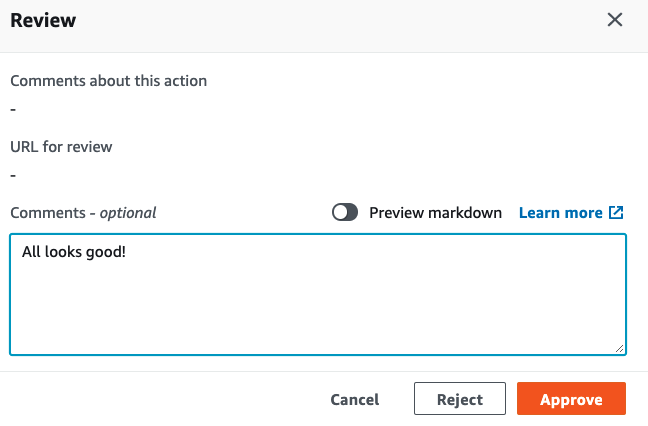 Review
Comments about this action
-
URL for review
-
Comments - optional Preview markdown Learn more
All looks good!
Cancel Reject Approve